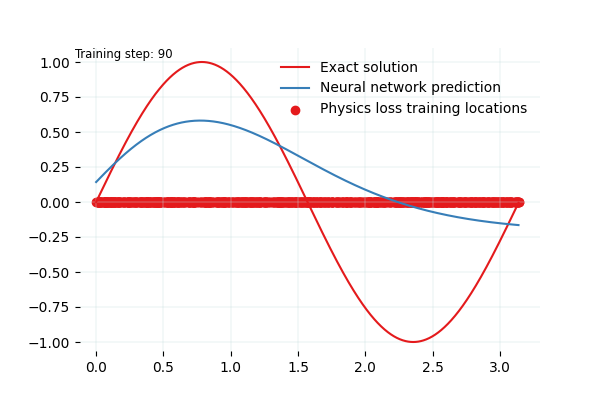 Training step: 90
Exact solution
Neural network prediction
Physics loss training locations
1.00
0.75
0.50
0.25
0.00
−0.25
−0.50
−0.75
−1.00
0.0 0.5 1.0 1.5 2.0 2.5 3.0